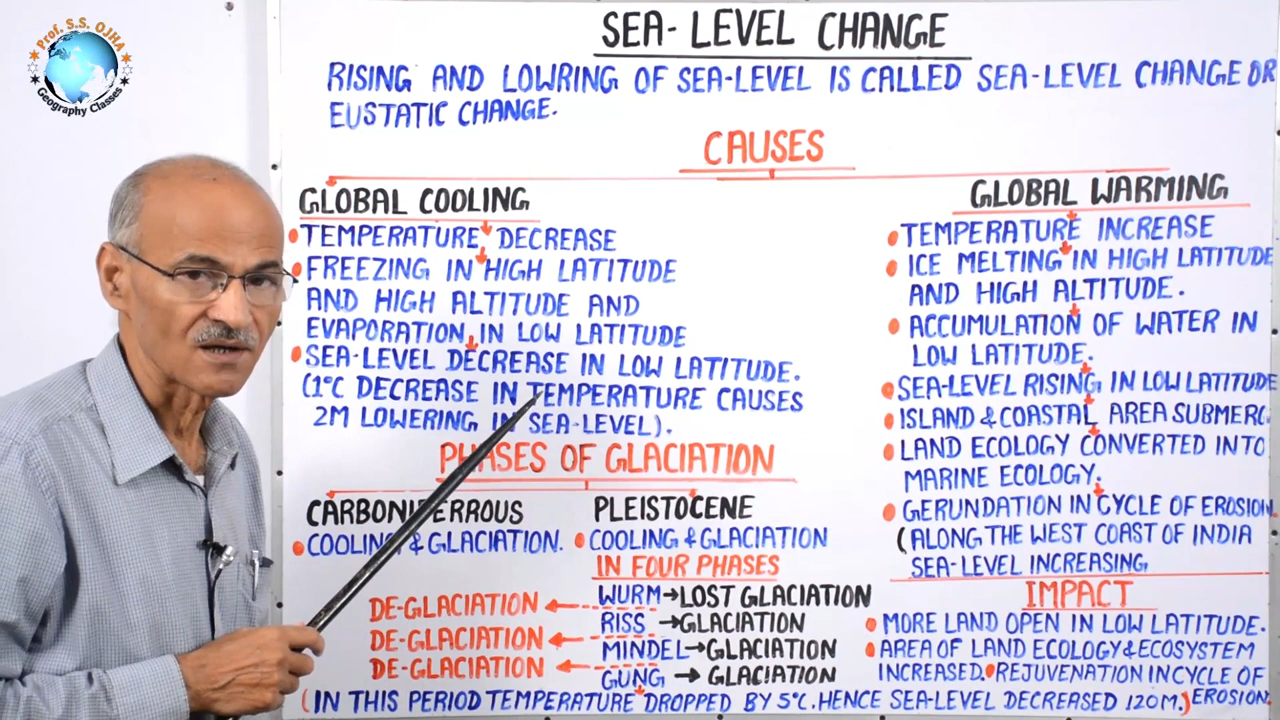 Prof. S.S. OJHA
Geography Classes
SEA-LEVEL CHANGE
RISING AND LOWRING OF SEA-LEVEL IS CALLED SEA-LEVEL CHANGE OR
EUSTATIC CHANGE.
CAUSES
GLOBAL COOLING
• TEMPERATURE DECREASE
• FREEZING IN HIGH LATITUDE
AND HIGH ALTITUDE AND
EVAPORATION IN LOW LATITUDE
• SEA-LEVEL DECREASE IN LOW LATITUDE.
(1°C DECREASE IN TEMPERATURE CAUSES
2M LOWERING IN SEA-LEVEL).
GLOBAL WARMING
• TEMPERATURE INCREASE
• ICE MELTING IN HIGH LATITUDE
AND HIGH ALTITUDE.
• ACCUMULATION OF WATER IN
LOW LATITUDE.
• SEA-LEVEL RISING IN LOW LATITUDE
• ISLAND & COASTAL AREA SUBMERG
• LAND ECOLOGY CONVERTED INTO
MARINE ECOLOGY.
• GERUNDATION IN CYCLE OF EROSION
(ALONG THE WEST COAST OF INDIA
SEA-LEVEL INCREASING
PHASES OF GLACIATION
CARBONIFERROUS
• COOLING & GLACIATION.
PLEISTOCENE
• COOLING & GLACIATION
IN FOUR PHASES
WURM→LOST GLACIATION
DE-GLACIATION ← RISS →GLACIATION
DE-GLACIATION ← MINDEL→GLACIATION
DE-GLACIATION ← GUNG → GLACIATION
(IN THIS PERIOD TEMPERATURE DROPPED BY 5°C. HENCE SEA-LEVEL DECREASED 120M.)
IMPACT
• MORE LAND OPEN IN LOW LATITUDE.
• AREA OF LAND ECOLOGY & ECOSYSTEM
INCREASED. • REJUVENATION IN CYCLE OF
EROSION.